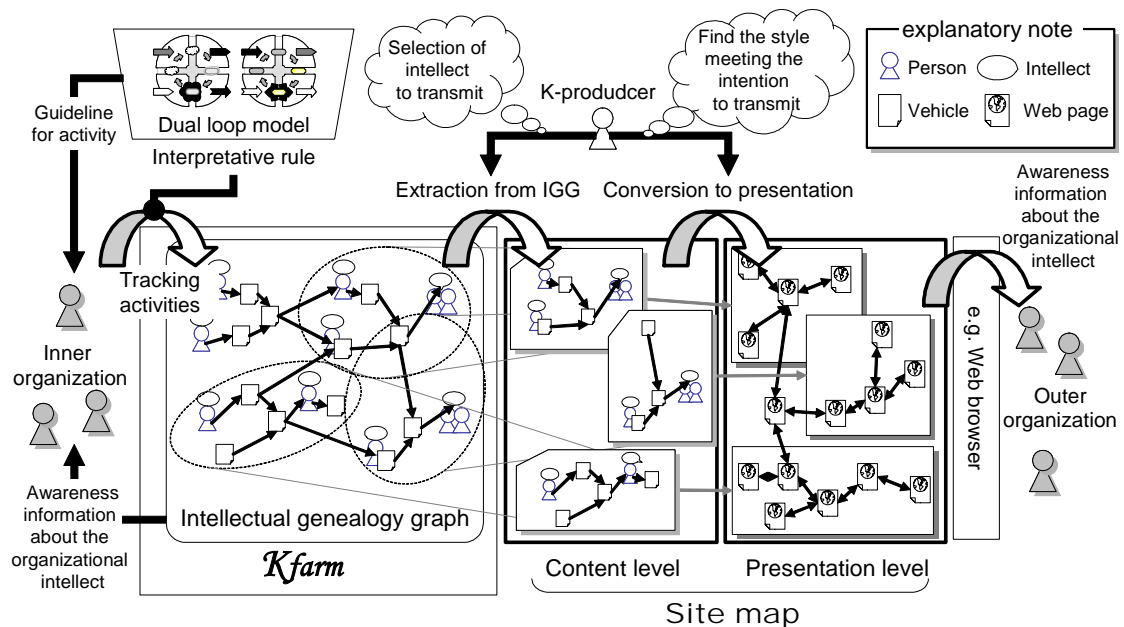 Selection of
intellect
to transmit
Find the style
meeting the
intention
to transmit
K-produdcer
explanatory note
Person
Intellect
Vehicle
Web page
Guideline
for activity
Dual loop model
Interpretative rule
Extraction from IGG
Conversion to presentation
Awareness
information
about the
organizational
intellect
Tracking
activities
Inner
organization
e.g. Web browser
Outer
organization
Awareness
information
about the
organizational
intellect
Intellectual genealogy graph
Kfarm
Content level
Presentation level
Site map